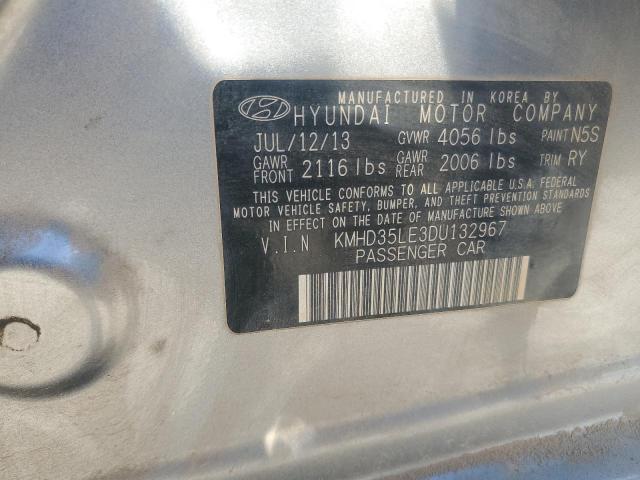 MANUFACTURED IN KOREA BY
HYUNDAI MOTOR COMPANY
JUL/12/13 GVWR 4056 lbs PAINT N5S
GAWR FRONT 2116 lbs GAWR REAR 2006 lbs TRIM RY
THIS VEHICLE CONFORMS TO ALL APPLICABLE U.S.A. FEDERAL
MOTOR VEHICLE SAFETY, BUMPER, AND THEFT PREVENTION STANDARDS
IN EFFECT ON THE DATE OF MANUFACTURE SHOWN ABOVE.
V.I.N KMHD35LE3DU132967
PASSENGER CAR